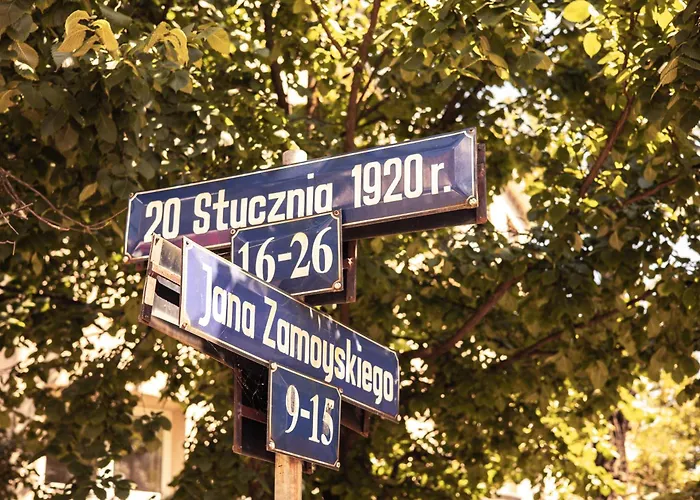 20 Stycznia 1920 r.
16-26
Jana Zamoyskiego
9-15